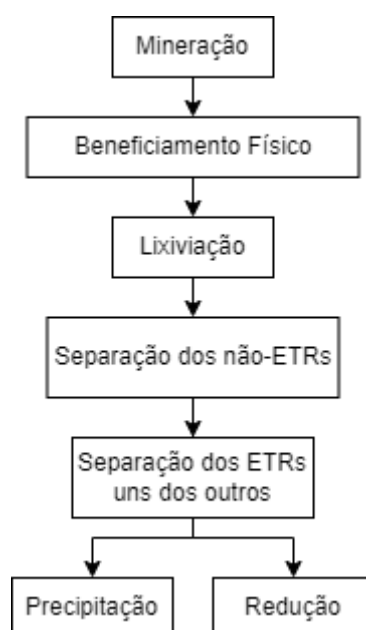 Mineração
Beneficiamento Físico
Lixiviação
Separação dos não-ETRs
Separação dos ETRs
uns dos outros
Precipitação
Redução